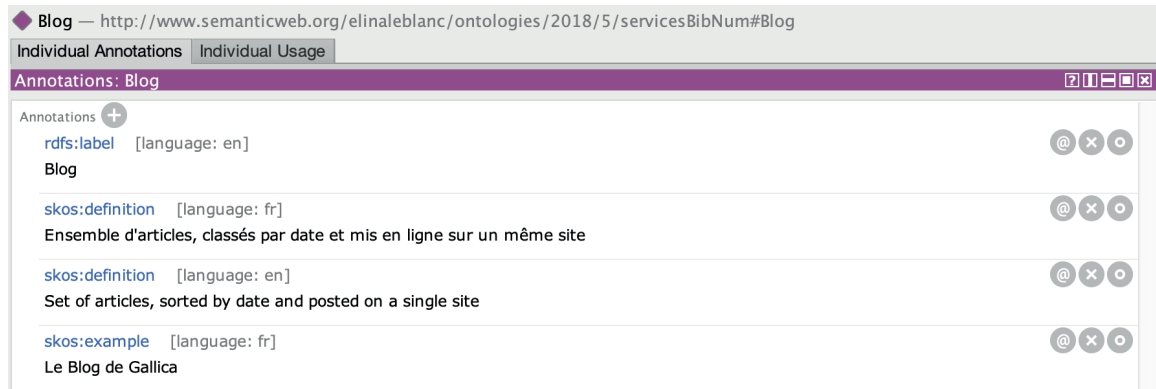 Blog — http://www.semanticweb.org/elinaleblanc/ontologies/2018/5/servicesBibNum#Blog
Individual Annotations Individual Usage
Annotations: Blog
Annotations
rdfs:label [language: en]
Blog
skos:definition [language: fr]
Ensemble d'articles, classés par date et mis en ligne sur un même site
skos:definition [language: en]
Set of articles, sorted by date and posted on a single site
skos:example [language: fr]
Le Blog de Gallica